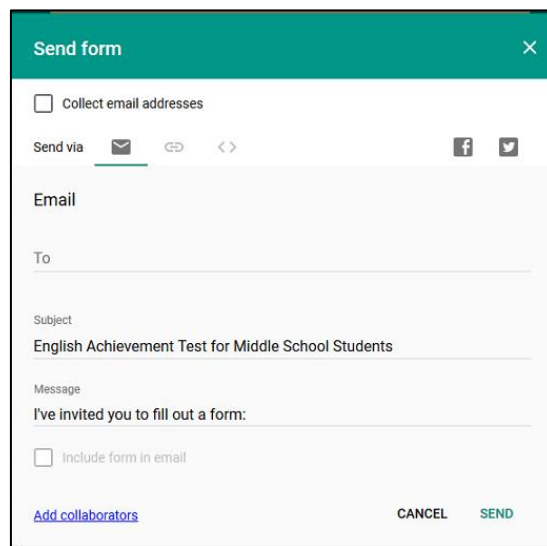 Send form
Collect email addresses
Send via
Email
To
Subject
English Achievement Test for Middle School Students
Message
I've invited you to fill out a form:
Include form in email
Add collaborators CANCEL SEND